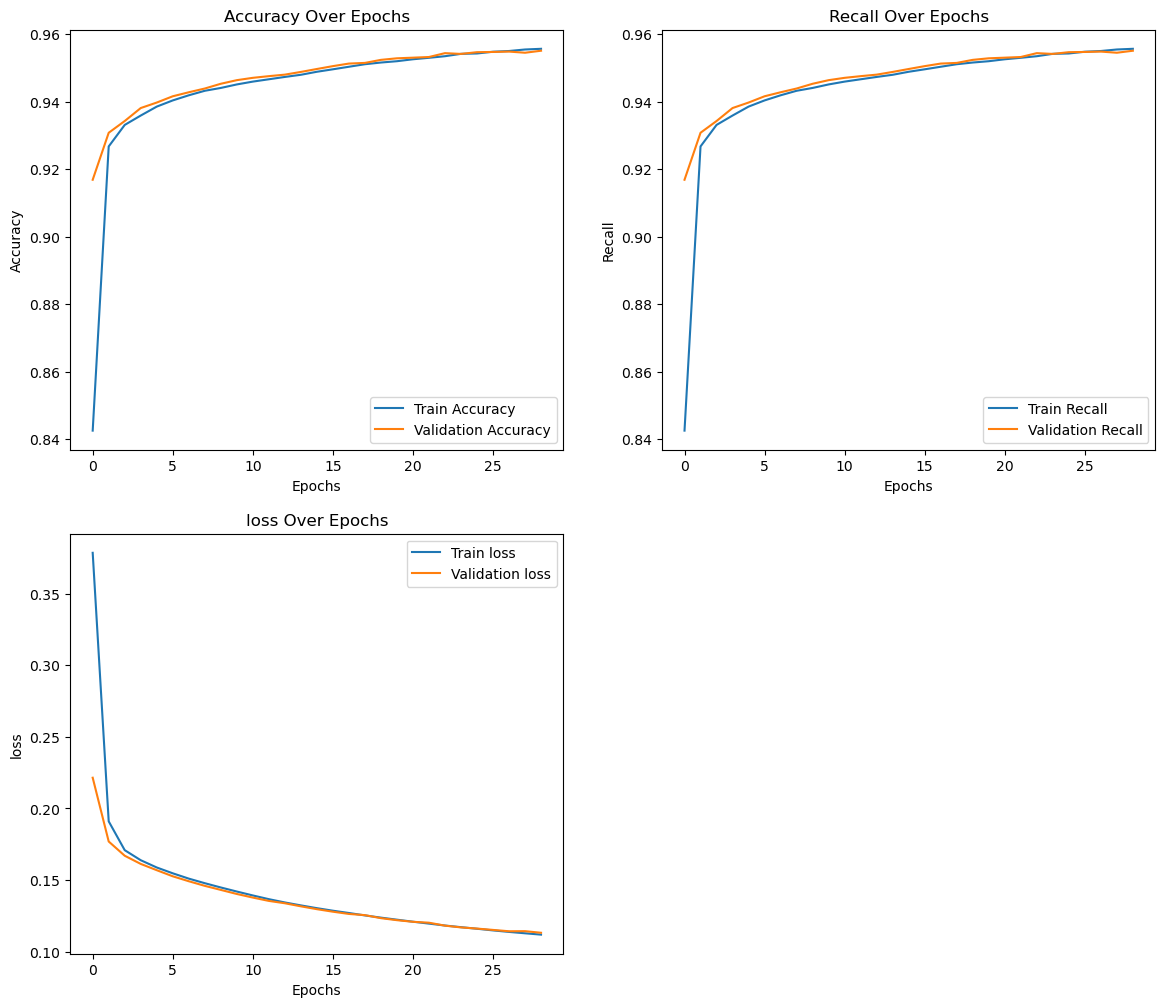 Accuracy Over Epochs
0.96
0.94
0.92
0.90
0.88
0.86
0.84
Accuracy
0 5 10 15 20 25
Epochs
Train Accuracy
Validation Accuracy
Recall Over Epochs
0.96
0.94
0.92
0.90
0.88
0.86
0.84
Recall
0 5 10 15 20 25
Epochs
Train Recall
Validation Recall
loss Over Epochs
0.35
0.30
0.25
0.20
0.15
0.10
loss
0 5 10 15 20 25
Epochs
Train loss
Validation loss